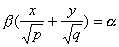 β(x/√p + y/√q) = α